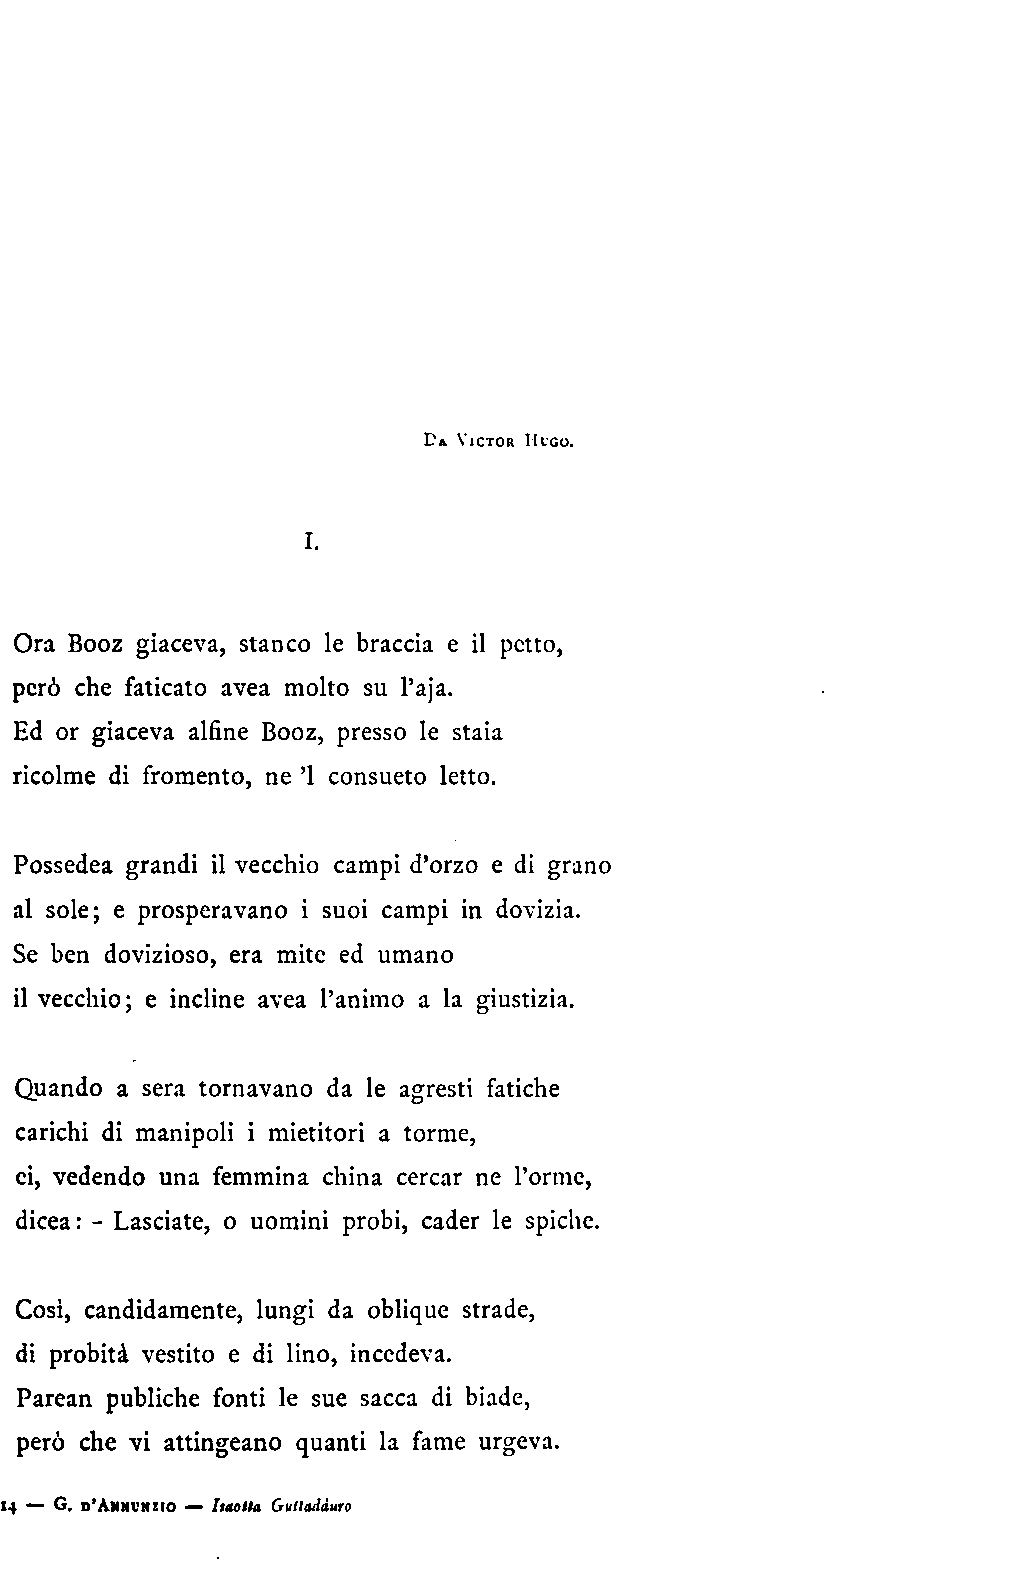 Da Victor Hugo.
I.
Ora Booz giaceva, stanco le braccia e il petto,
però che faticato avea molto su l'aja.
Ed or giaceva alfine Booz, presso le staia
ricolme di fromento, ne 'l consueto letto.
Possedea grandi il vecchio campi d'orzo e di grano
al sole; e prosperavano i suoi campi in dovizia.
Se ben dovizioso, era mite ed umano
il vecchio; e incline avea l'animo a la giustizia.
Quando a sera tornavano da le agresti fatiche
carichi di manipoli i mietitori a torme,
ei, vedendo una femmina china cercar ne l'orme,
dicea: - Lasciate, o uomini probi, cader le spiche.
Così, candidamente, lungi da oblique strade,
di probità vestito e di lino, incedeva.
Parean publiche fonti le sue sacca di biade,
però che vi attingeano quanti la fame urgeva.
14 — G. D'Annunzio — Isaotta Guttadàuro